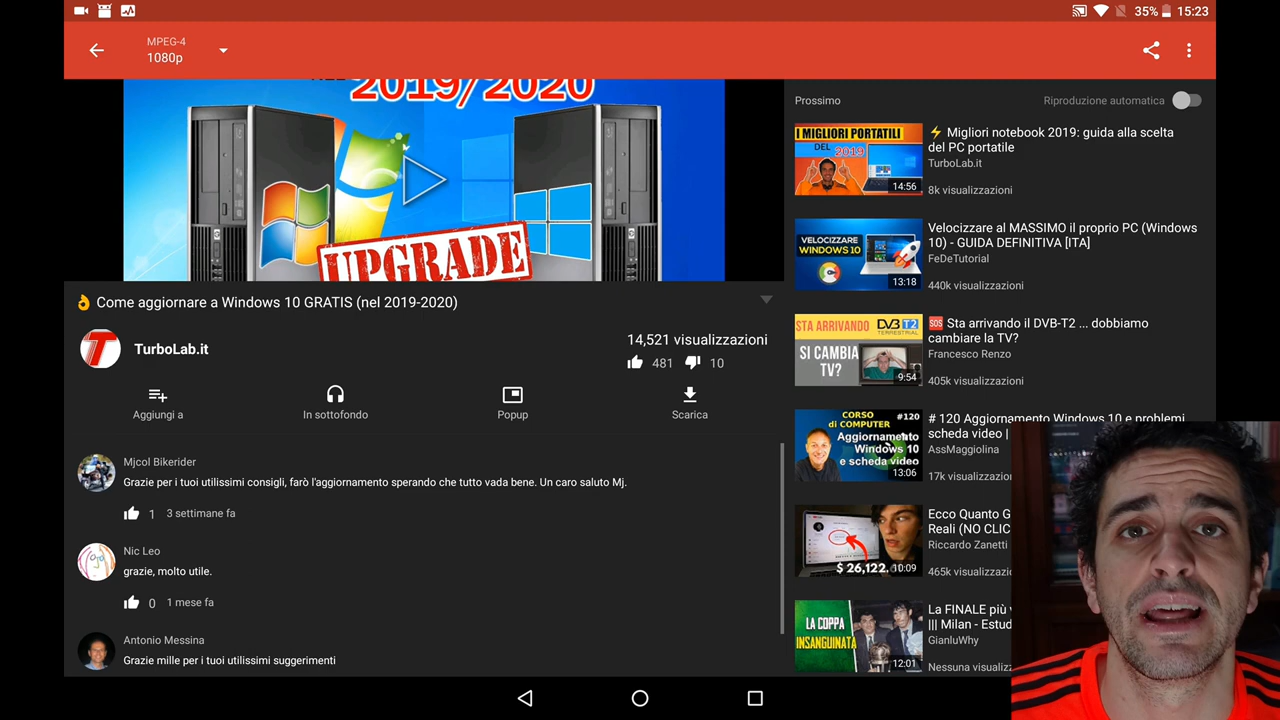 35% 15:23
MPEG-4
1080p
2019/2020
UPGRADE
👌 Come aggiornare a Windows 10 GRATIS (nel 2019-2020)
TurboLab.it
14,521 visualizzazioni
481 10
Aggiungi a
In sottofondo
Popup
Scarica
Mjcol Bikerider
Grazie per i tuoi utilissimi consigli, farò l'aggiornamento sperando che tutto vada bene. Un caro saluto Mj.
1 3 settimane fa
Nic Leo
grazie, molto utile.
0 1 mese fa
Antonio Messina
Grazie mille per i tuoi utilissimi suggerimenti
Prossimo Riproduzione automatica
I MIGLIORI PORTATILI
DEL 2019
14:56
⚡ Migliori notebook 2019: guida alla scelta
del PC portatile
TurboLab.it
8k visualizzazioni
VELOCIZZARE
WINDOWS 10
13:18
Velocizzare al MASSIMO il proprio PC (Windows
10) - GUIDA DEFINITIVA [ITA]
FeDeTutorial
440k visualizzazioni
STA ARRIVANDO DVB-T2
TERRESTRIAL
SI CAMBIA
TV?
9:54
🆘 Sta arrivando il DVB-T2 ... dobbiamo
cambiare la TV?
Francesco Renzo
405k visualizzazioni
CORSO #120
di COMPUTER
Aggiornamento
Windows 10
e scheda video
13:06
# 120 Aggiornamento Windows 10 e problemi
scheda video |
AssMaggiolina
17k visualizzazioni
$ 26,122.
10:09
Ecco Quanto G
Reali (NO CLIC
Riccardo Zanetti
465k visualizzazi
LA COPPA
INSANGUINATA
12:01
La FINALE più
||| Milan - Estud
GianluWhy
Nessuna visualizz